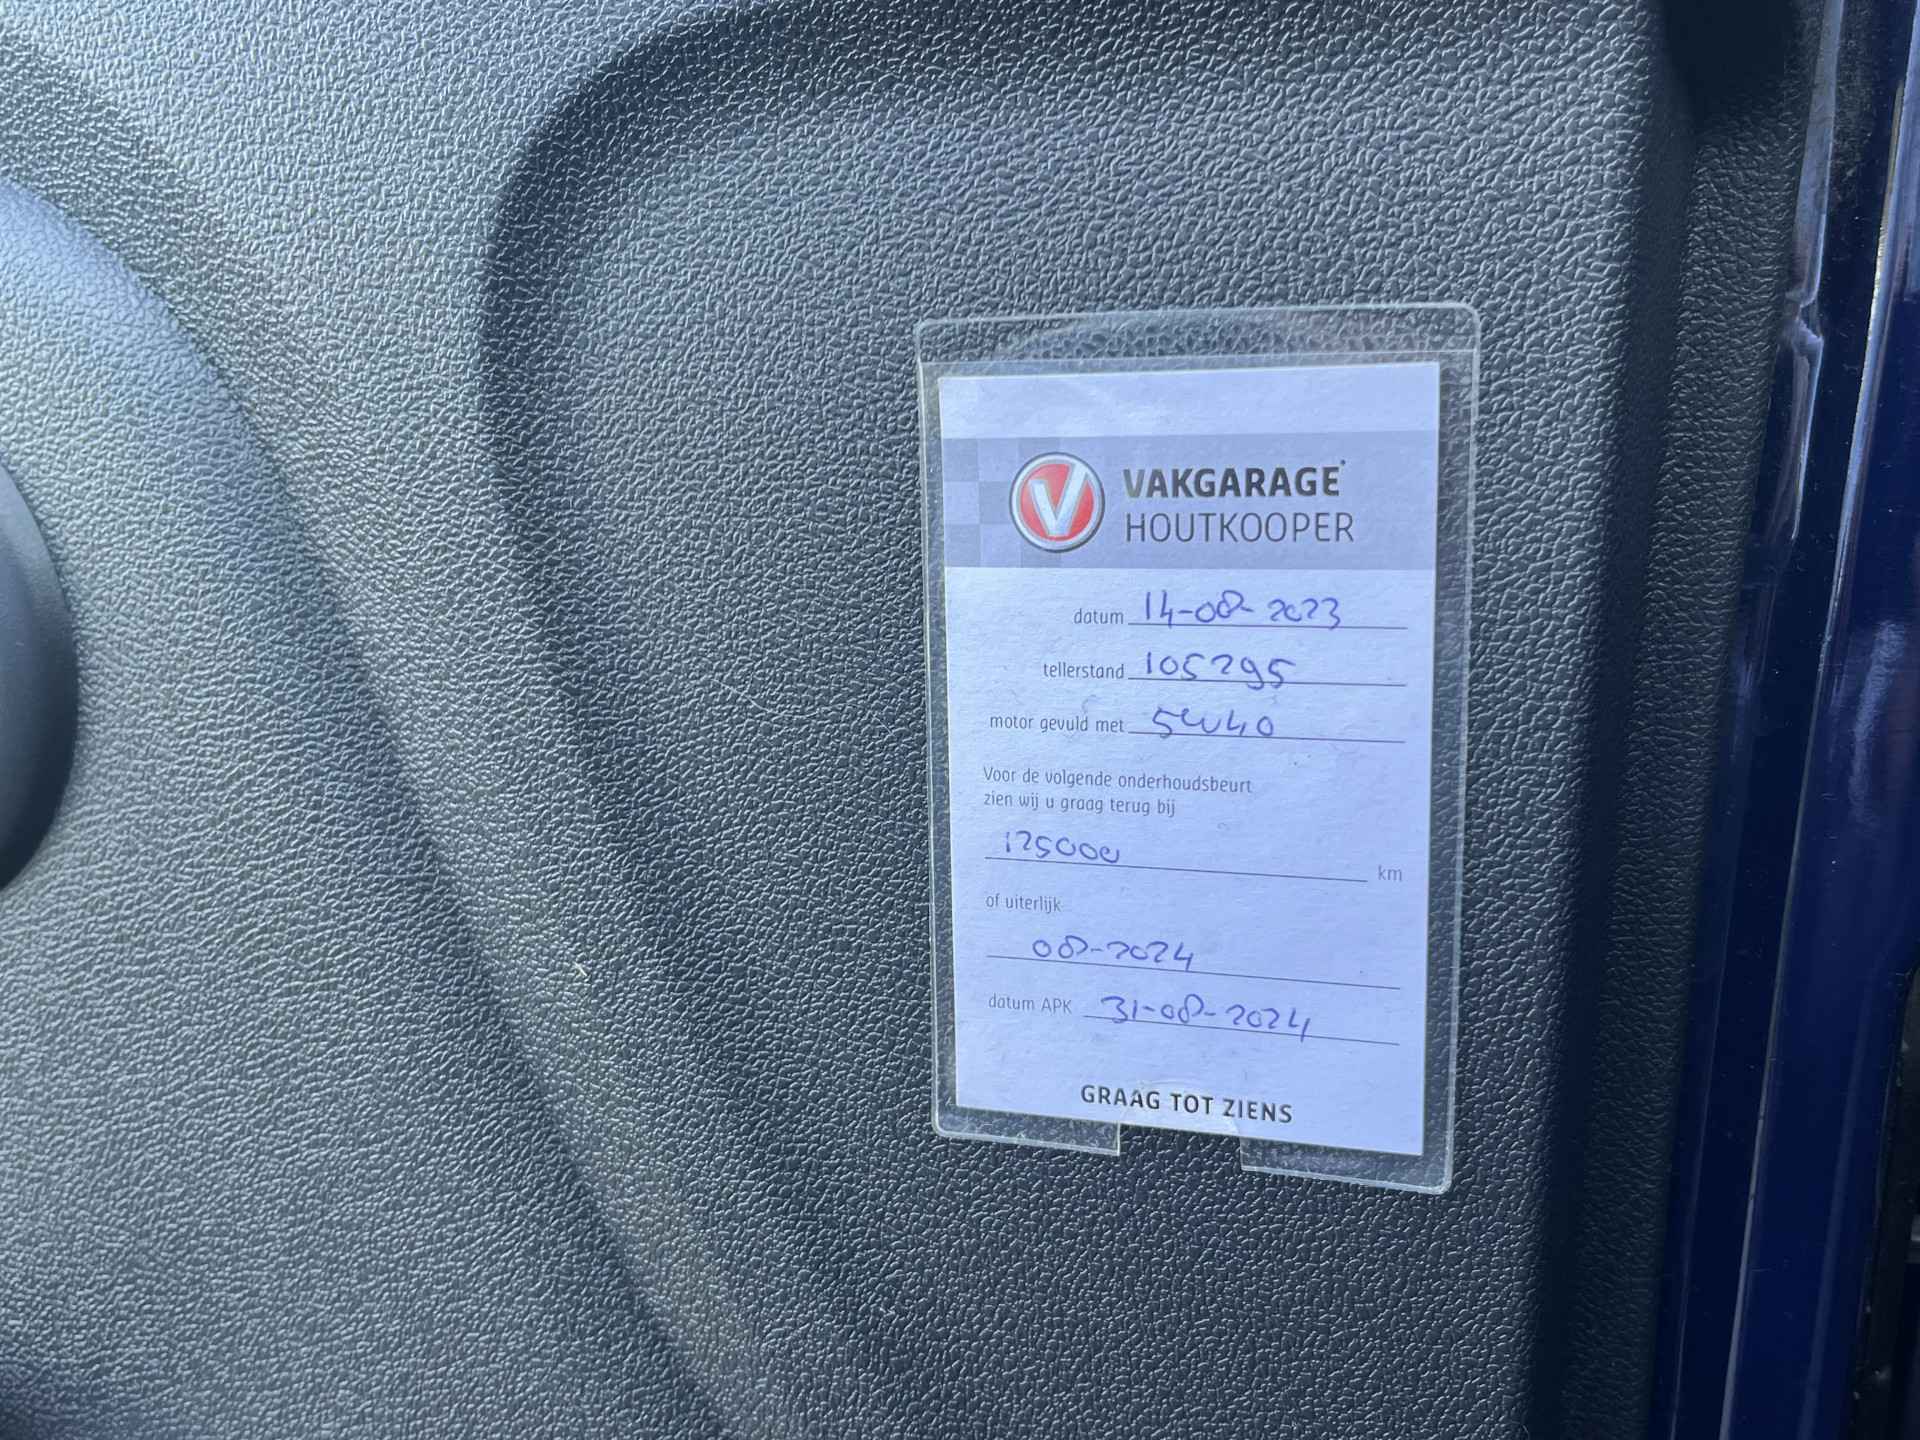 VAKGARAGE
HOUTKOOPER
datum 14-08-2023
tellerstand 105295
motor gevuld met 5W40
Voor de volgende onderhoudsbeurt
zien wij u graag terug bij
125000 km
of uiterlijk
08-2024
datum APK 31-08-2024
GRAAG TOT ZIENS